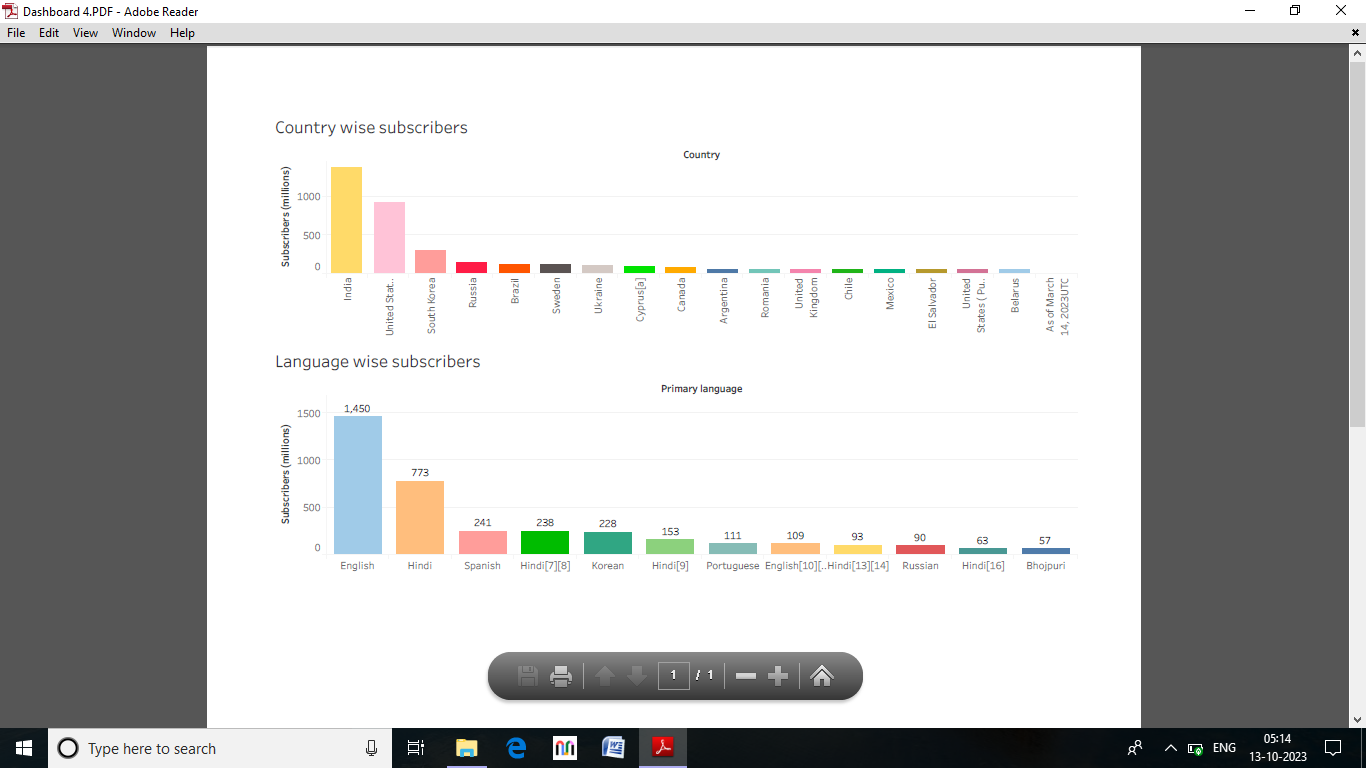 Dashboard 4.PDF - Adobe Reader
File Edit View Window Help
Country wise subscribers
Country
Subscribers (millions)
1000
500
0
India
United Stat..
South Korea
Russia
Brazil
Sweden
Ukraine
Cyprus[a]
Canada
Argentina
Romania
United
Kingdom
Chile
Mexico
El Salvador
United
States ( Pu..
Belarus
As of March
14, 2023UTC
Language wise subscribers
Primary language
Subscribers (millions)
1500
1000
500
0
1,450
773
241
238
228
153
111
109
93
90
63
57
English
Hindi
Spanish
Hindi[7][8]
Korean
Hindi[9]
Portuguese
English[10][..
Hindi[13][14]
Russian
Hindi[16]
Bhojpuri
1 / 1
Type here to search
ENG
05:14
13-10-2023